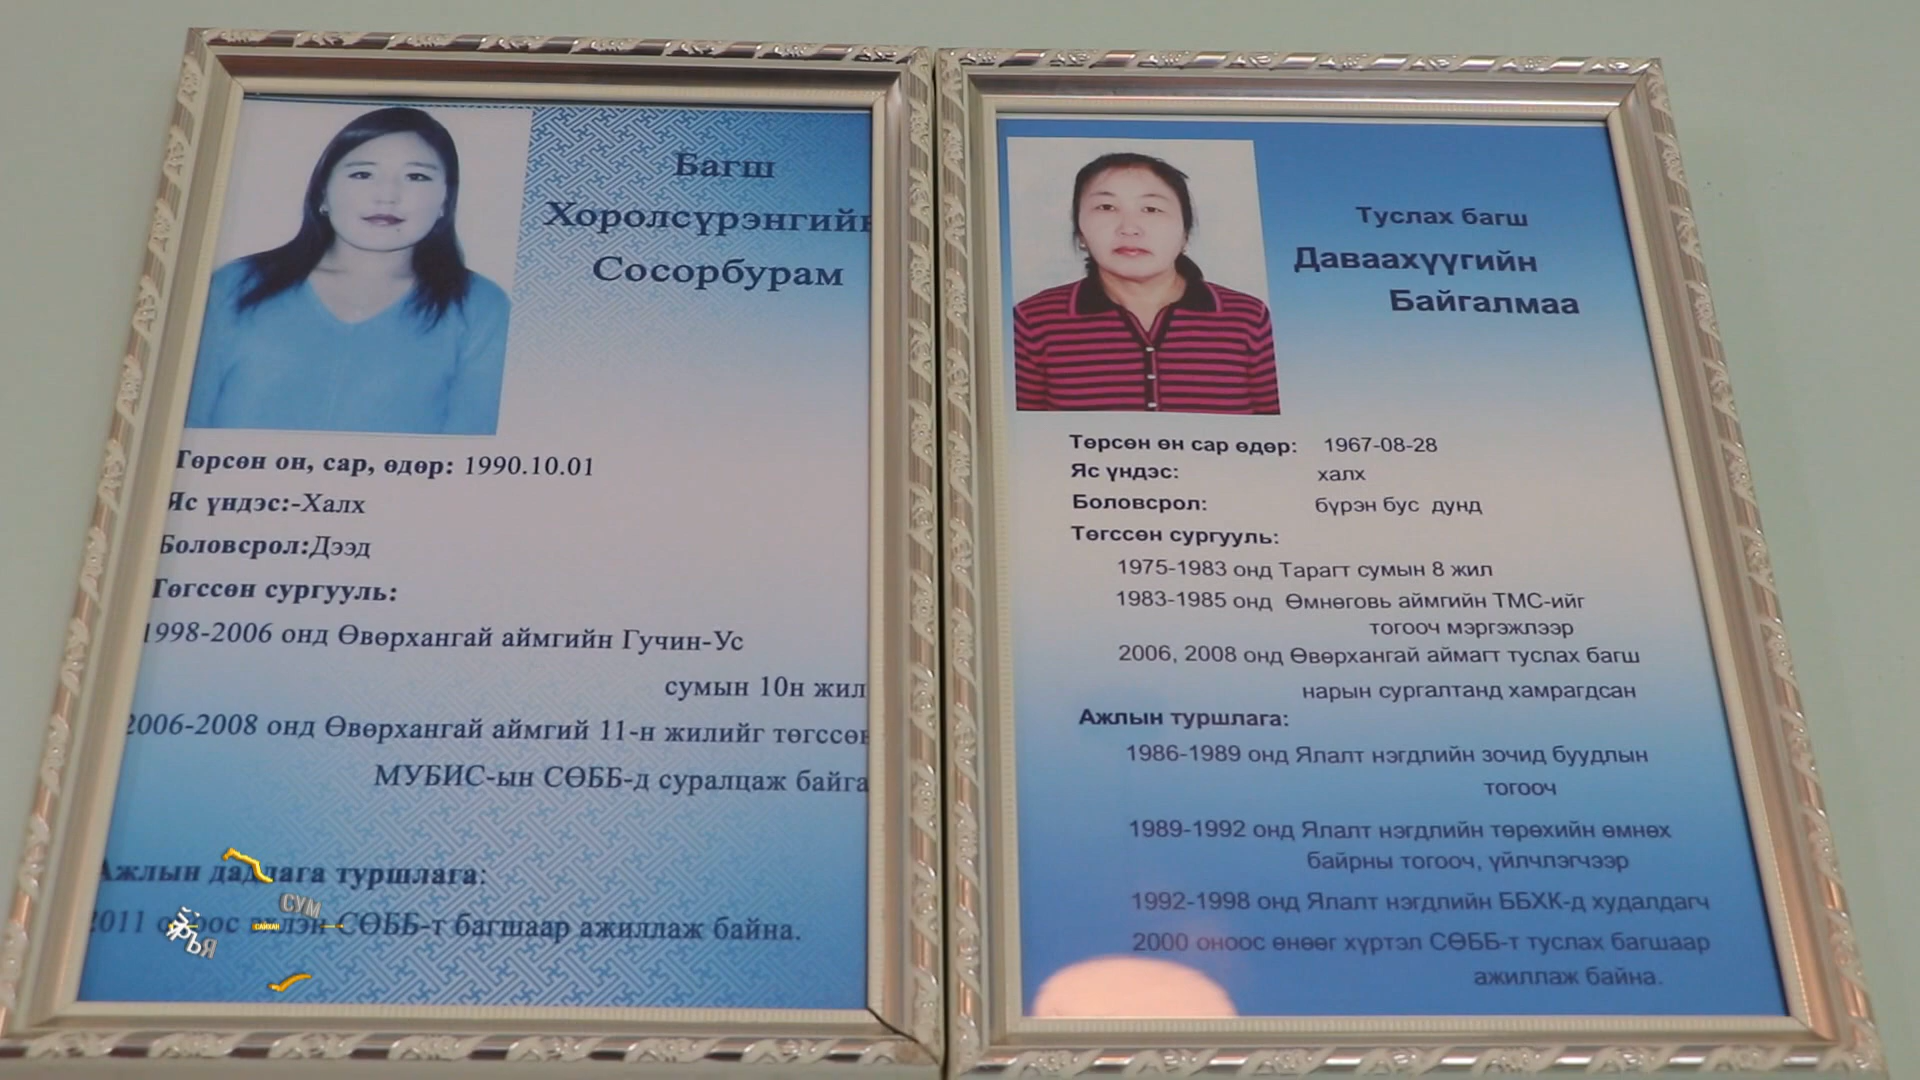 Багш
Хоролсүрэнгийн
Сосорбурам
Төрсөн он, сар, өдөр: 1990.10.01
Яс үндэс:-Халх
Боловсрол:Дээд
Төгссөн сургууль:
1998-2006 онд Өвөрхангай аймгийн Гучин-Ус
сумын 10н жил
2006-2008 онд Өвөрхангай аймгий 11-н жилийг төгссөн
МУБИС-ын СӨББ-д суралцаж байга
Ажлын дадлага туршлага:
2011 оноос эхлэн СӨББ-т багшаар ажиллаж байна.
Туслах багш
Даваахүүгийн
Байгалмаа
Төрсөн өн сар өдөр: 1967-08-28
Яс үндэс: халх
Боловсрол: бүрэн бус дунд
Төгссөн сургууль:
1975-1983 онд Тарагт сумын 8 жил
1983-1985 онд Өмнөговь аймгийн ТМС-ийг
тогооч мэргэжлээр
2006, 2008 онд Өвөрхангай аймагт туслах багш
нарын сургалтанд хамрагдсан
Ажлын туршлага:
1986-1989 онд Ялалт нэгдлийн зочид буудлын
тогооч
1989-1992 онд Ялалт нэгдлийн төрөхийн өмнөх
байрны тогооч, үйлчлэгчээр
1992-1998 онд Ялалт нэгдлийн ББХК-д худалдагч
2000 оноос өнөөг хүртэл СӨББ-т туслах багшаар
ажиллаж байна.
СУМ
САЙХАН